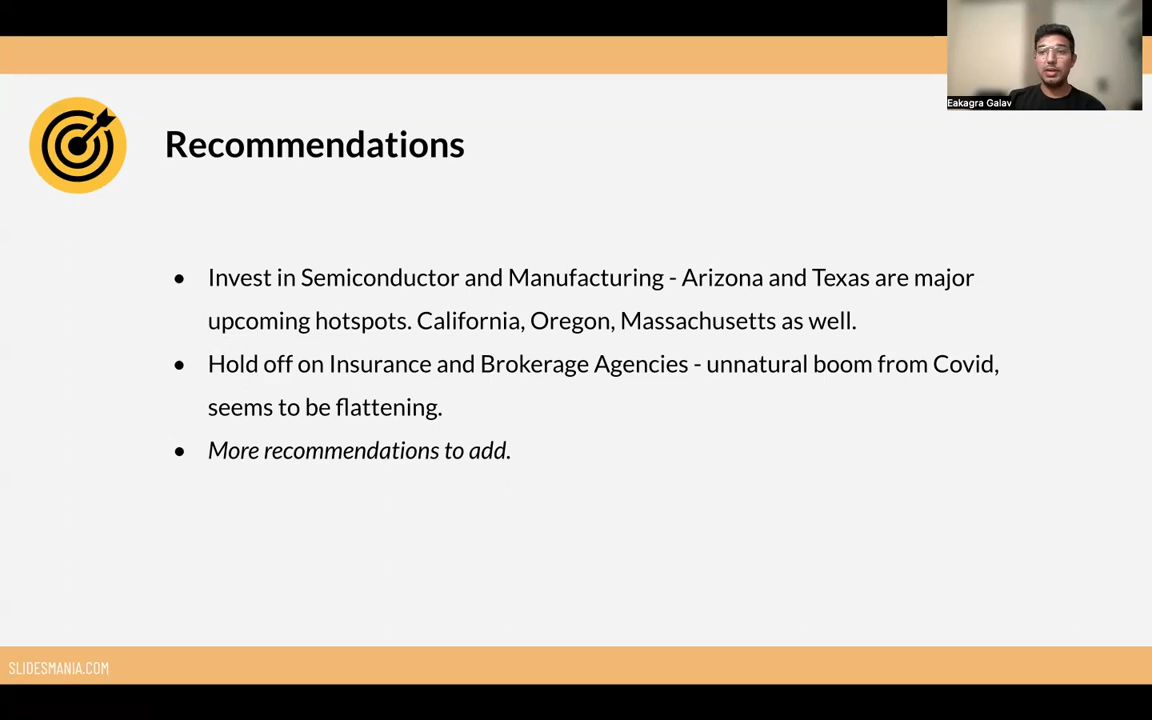 Eakagra Galav
Recommendations
● Invest in Semiconductor and Manufacturing - Arizona and Texas are major
upcoming hotspots. California, Oregon, Massachusetts as well.
● Hold off on Insurance and Brokerage Agencies - unnatural boom from Covid,
seems to be flattening.
● More recommendations to add.
SLIDESMANIA.COM